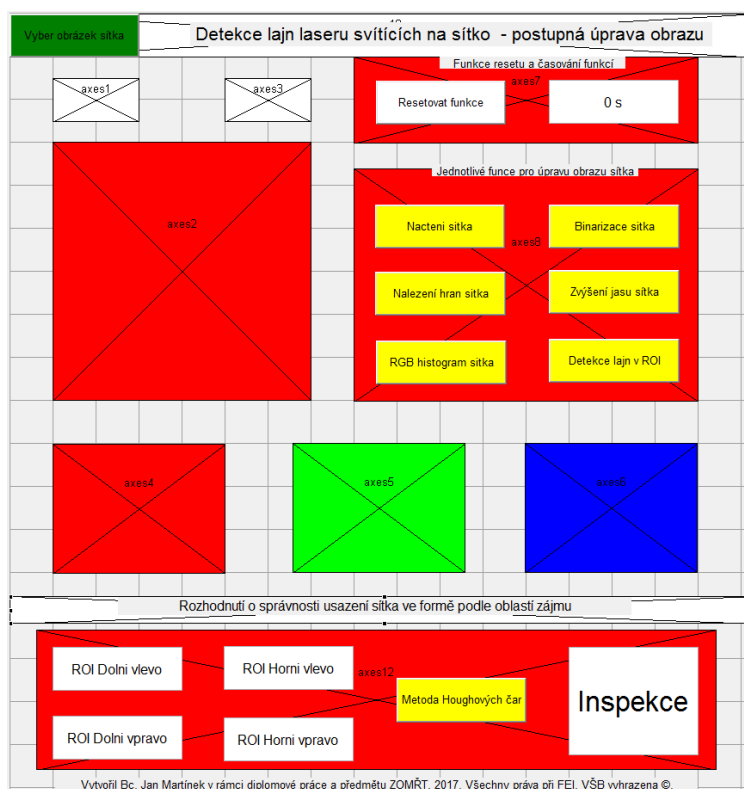 Vyber obrázek sítka
Detekce lajn laseru svítících na sítko - postupná úprava obrazu
axes1
axes3
Funkce resetu a časování funkcí
axes7
Resetovat funkce
0 s
axes2
Jednotlivé funce pro úpravu obrazu sítka
Nacteni sitka
Binarizace sitka
axes8
Nalezení hran sitka
Zvýšení jasu sítka
RGB histogram sitka
Detekce lajn v ROI
axes4
axes5
axes6
Rozhodnutí o správnosti usazení sítka ve formě podle oblastí zájmu
ROI Dolni vlevo
ROI Horni vlevo
axes12
Metoda Houghových čar
Inspekce
ROI Dolni vpravo
ROI Horni vpravo
Vytvořil Bc. Jan Martínek v rámci diplomové práce a předmětu ZOMŘT, 2017. Všechny práva při FEI, VŠB vyhrazena ©.